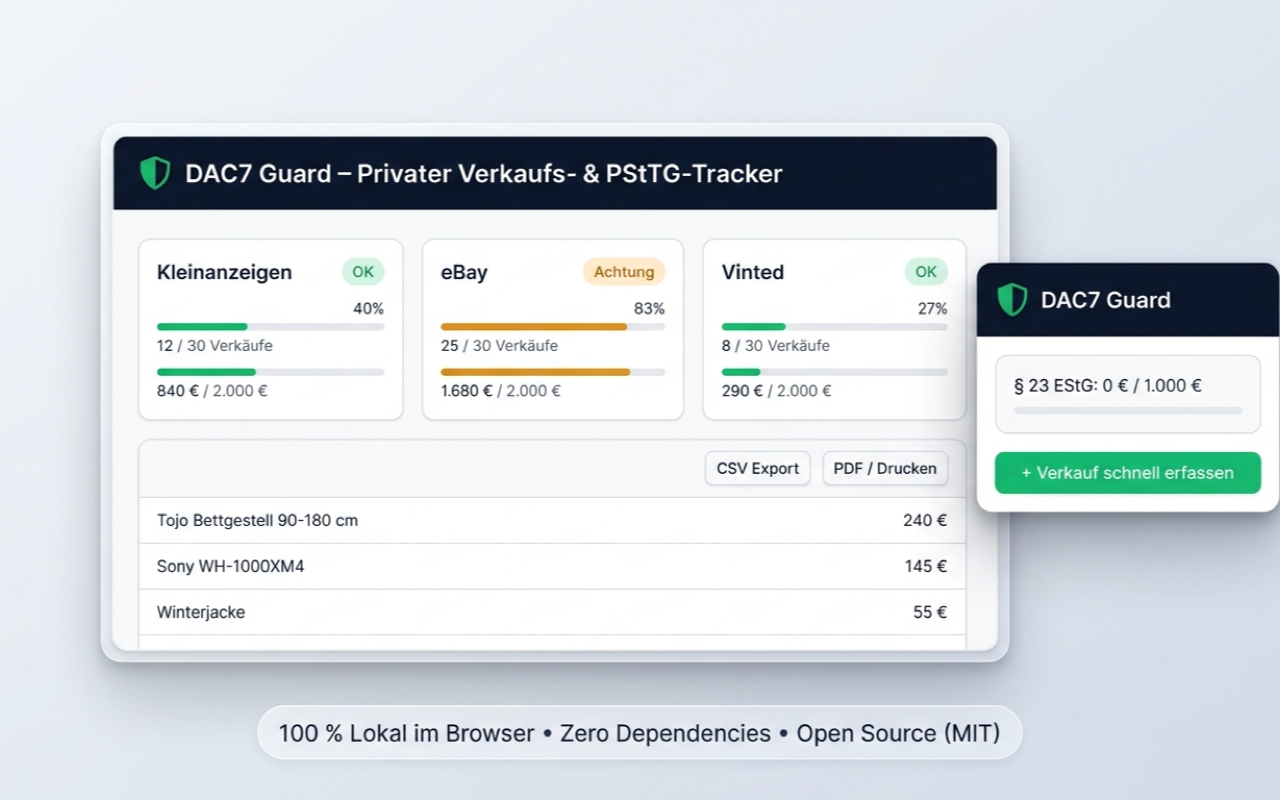 DAC7 Guard – Privater Verkaufs- & PStTG-Tracker
Kleinanzeigen
OK
40%
12 / 30 Verkäufe
840 € / 2.000 €
eBay
Achtung
83%
25 / 30 Verkäufe
1.680 € / 2.000 €
Vinted
OK
27%
8 / 30 Verkäufe
290 € / 2.000 €
CSV Export
PDF / Drucken
Tojo Bettgestell 90-180 cm 240 €
Sony WH-1000XM4 145 €
Winterjacke 55 €
DAC7 Guard
§ 23 EStG: 0 € / 1.000 €
+ Verkauf schnell erfassen
100 % Lokal im Browser • Zero Dependencies • Open Source (MIT)